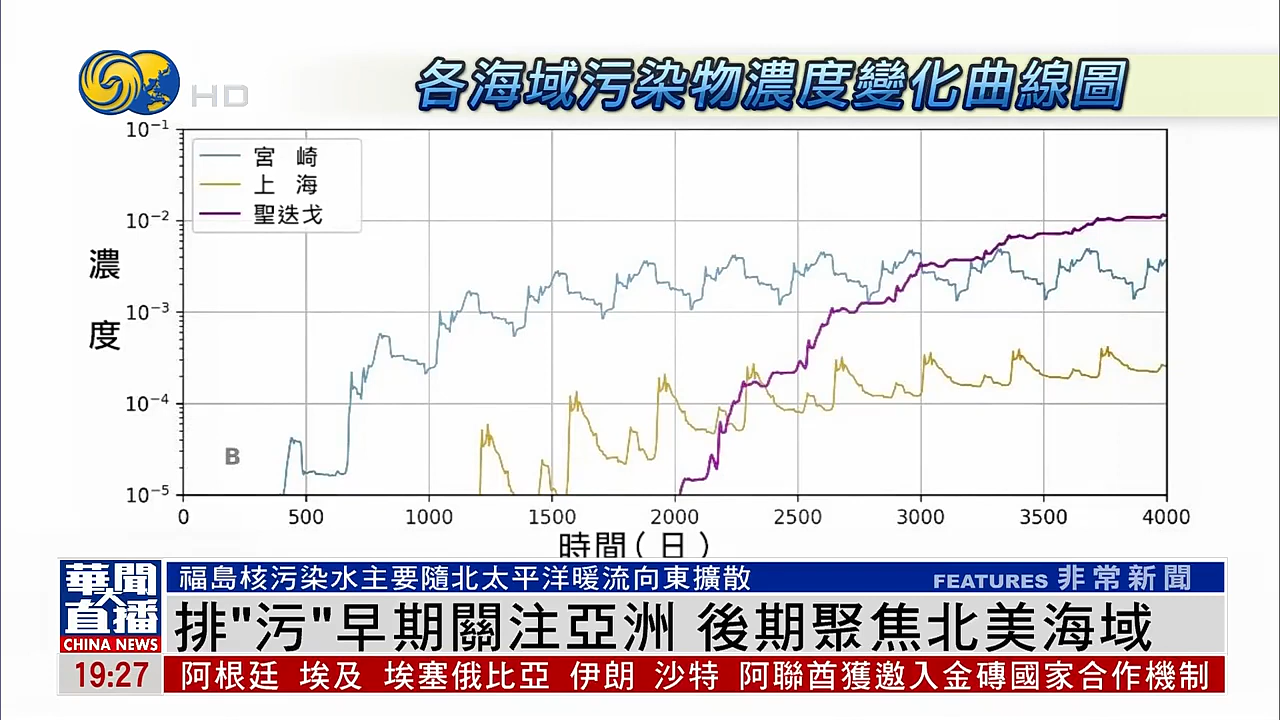 HD
各海域污染物濃度變化曲線圖
10⁻¹
宮 崎
上 海
聖迭戈
10⁻²
濃度
10⁻³
10⁻⁴
B
10⁻⁵
0 500 1000 1500 2000 2500 3000 3500 4000
時間(日)
華聞大直播
CHINA NEWS
福島核污染水主要隨北太平洋暖流向東擴散
FEATURES 非常新聞
排"污"早期關注亞洲 後期聚焦北美海域
19:27
阿根廷 埃及 埃塞俄比亞 伊朗 沙特 阿聯酋獲邀入金磚國家合作機制